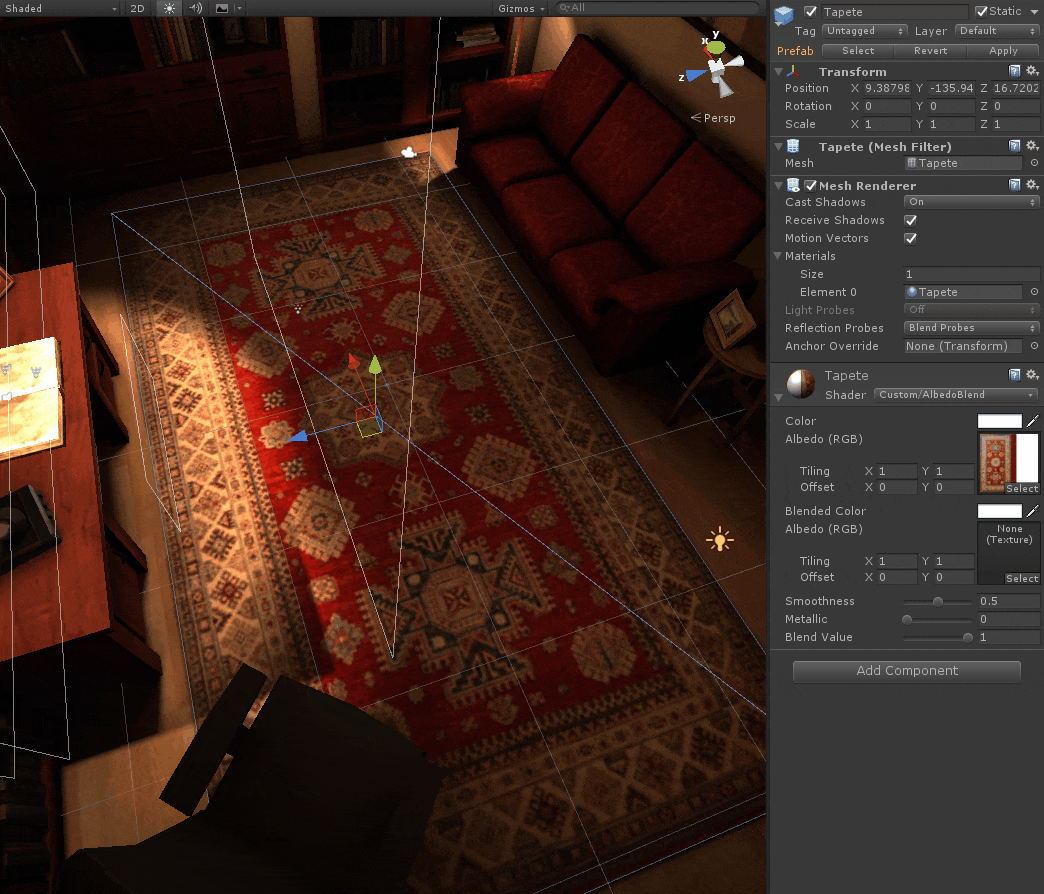 Shaded 2D Gizmos All
x y
z
Persp
Tapete Static
Tag Untagged Layer Default
Prefab Select Revert Apply
Transform
Position X 9.38798 Y -135.94 Z 16.7202
Rotation X 0 Y 0 Z 0
Scale X 1 Y 1 Z 1
Tapete (Mesh Filter)
Mesh Tapete
Mesh Renderer
Cast Shadows On
Receive Shadows
Motion Vectors
Materials
Size 1
Element 0 Tapete
Light Probes Off
Reflection Probes Blend Probes
Anchor Override None (Transform)
Tapete
Shader Custom/AlbedoBlend
Color
Albedo (RGB)
Tiling X 1 Y 1
Offset X 0 Y 0 Select
Blended Color
Albedo (RGB) None
(Texture)
Tiling X 1 Y 1
Offset X 0 Y 0 Select
Smoothness 0.5
Metallic 0
Blend Value 1
Add Component